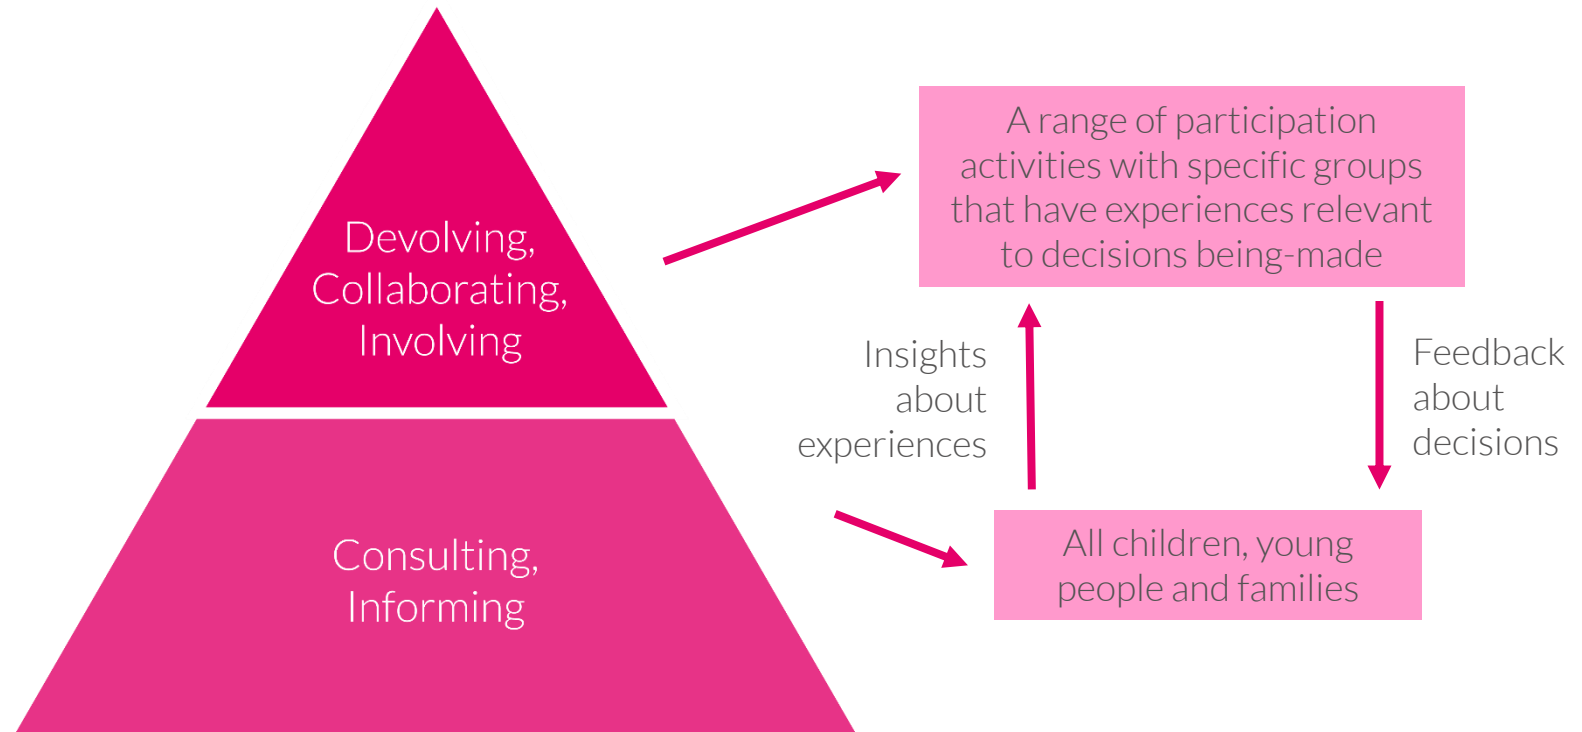 Devolving,
Collaborating,
Involving
Consulting,
Informing
A range of participation
activities with specific groups
that have experiences relevant
to decisions being-made
Insights
about
experiences
Feedback
about
decisions
All children, young
people and families